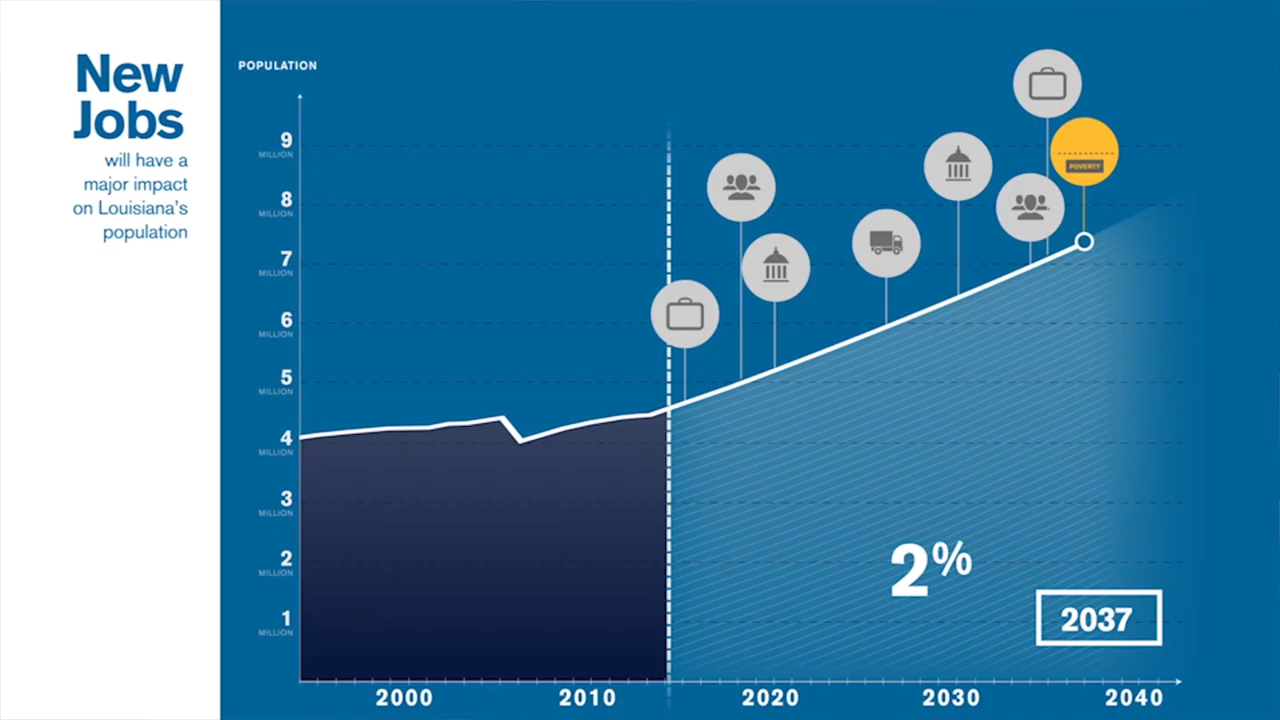 New
Jobs
will have a
major impact
on Louisiana's
population
POPULATION
9
MILLION
8
MILLION
7
MILLION
6
MILLION
5
MILLION
4
MILLION
3
MILLION
2
MILLION
1
MILLION
POVERTY
2%
2037
2000 2010 2020 2030 2040